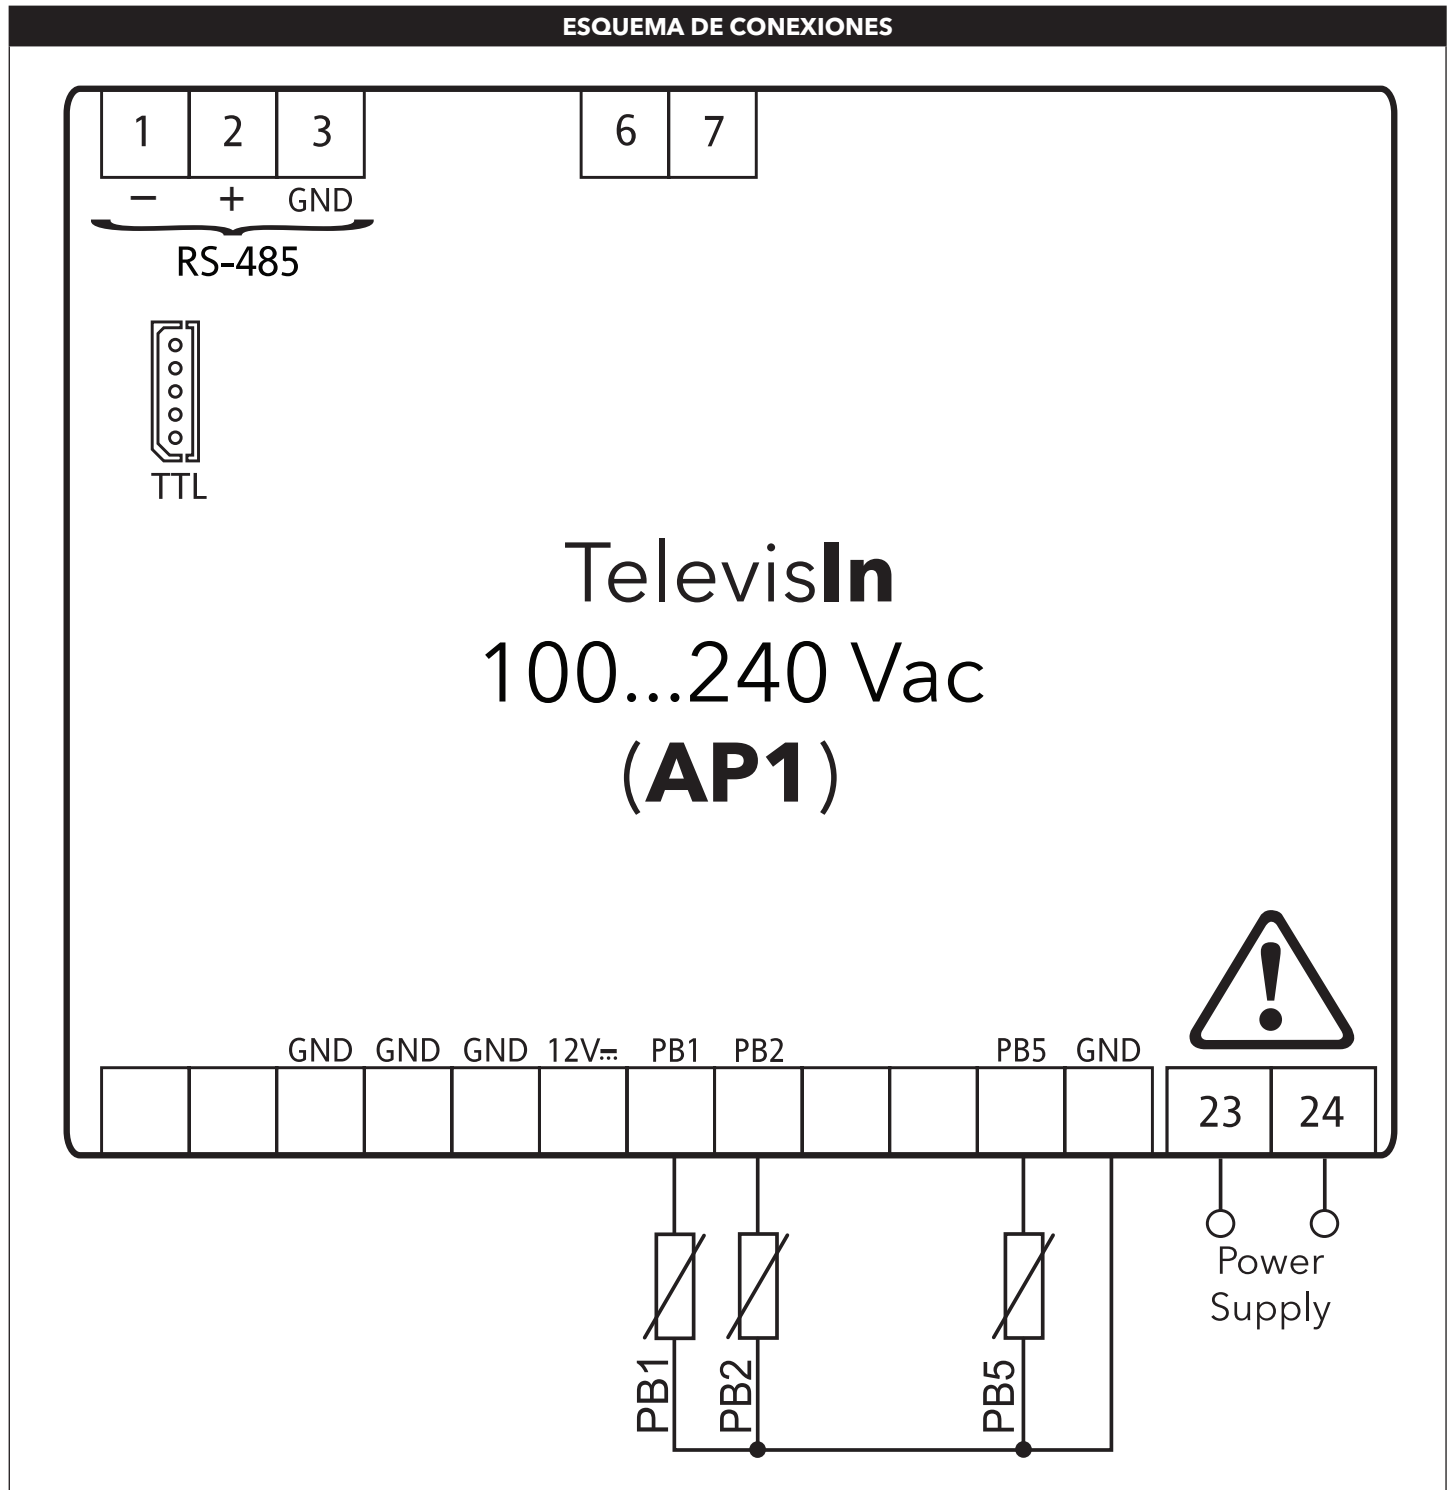 ESQUEMA DE CONEXIONES
1 2 3 6 7
– + GND
RS-485
TTL
TelevisIn
100...240 Vac
(AP1)
GND GND GND 12V⎓ PB1 PB2 PB5 GND
23 24
Power
Supply
PB1 PB2 PB5